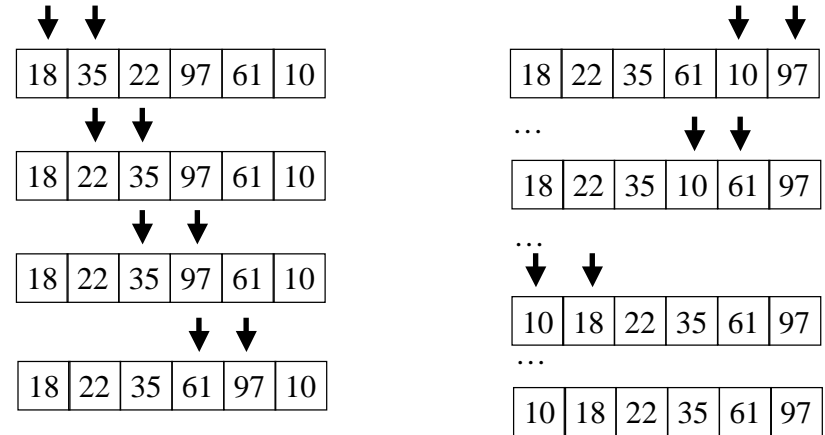 18 35 22 97 61 10
18 22 35 97 61 10
18 22 35 97 61 10
18 22 35 61 97 10
18 22 35 61 10 97
...
18 22 35 10 61 97
...
10 18 22 35 61 97
...
10 18 22 35 61 97